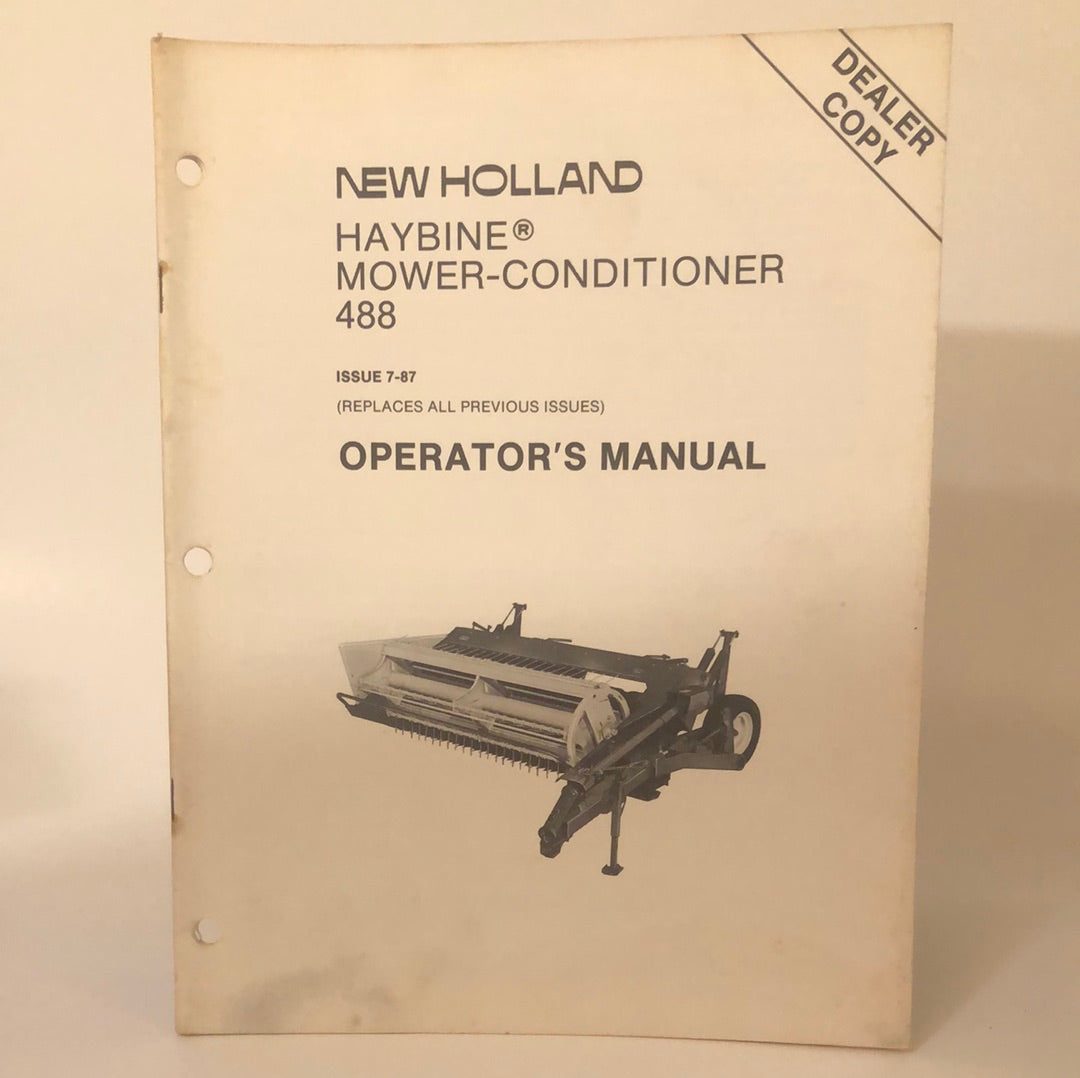 DEALER
COPY
NEW HOLLAND
HAYBINE®
MOWER-CONDITIONER
488
ISSUE 7-87
(REPLACES ALL PREVIOUS ISSUES)
OPERATOR'S MANUAL